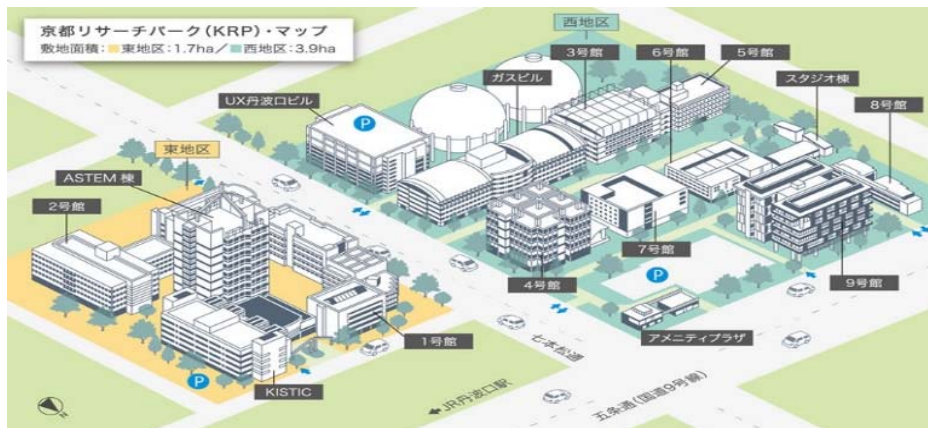 京都リサーチパーク(KRP)・マップ
敷地面積:■東地区:1.7ha／■西地区:3.9ha
西地区
3号館
6号館
5号館
ガスビル
スタジオ棟
UX丹波口ビル
8号館
P
東地区
ASTEM棟
2号館
7号館
P
4号館
9号館
アメニティプラザ
1号館
七本松通
KISTIC
P
JR丹波口駅
五条通(国道9号線)
N